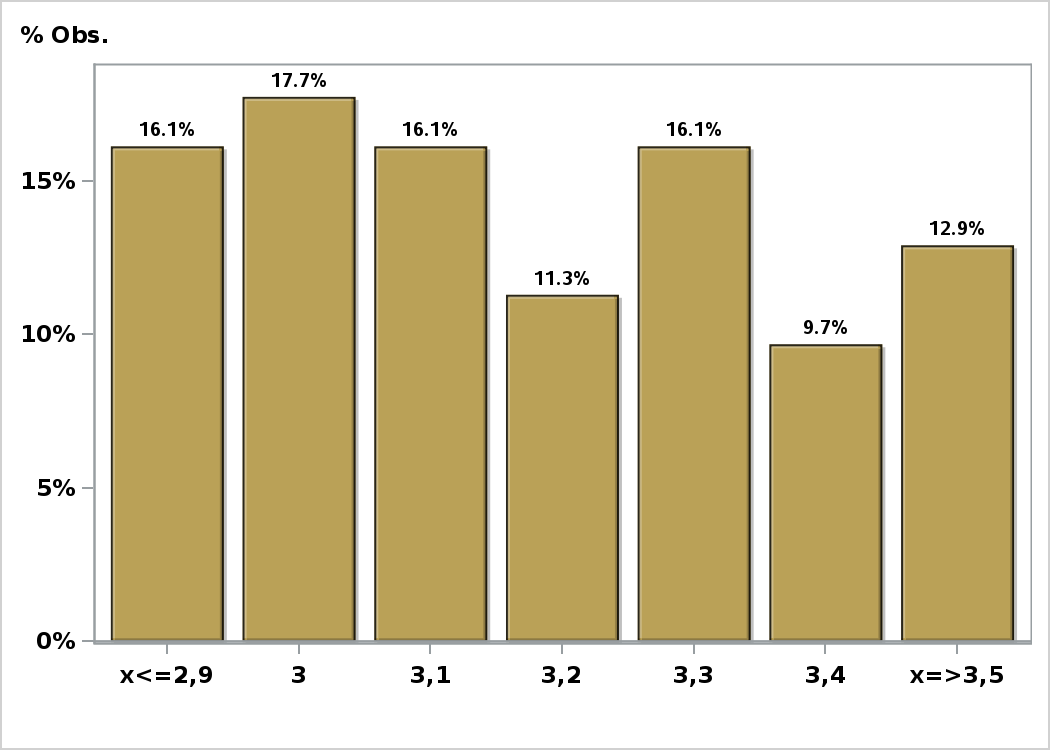 % Obs.
17.7%
16.1% 16.1% 16.1%
15%
12.9%
11.3%
10% 9.7%
5%
0%
x<=2,9 3 3,1 3,2 3,3 3,4 x=>3,5